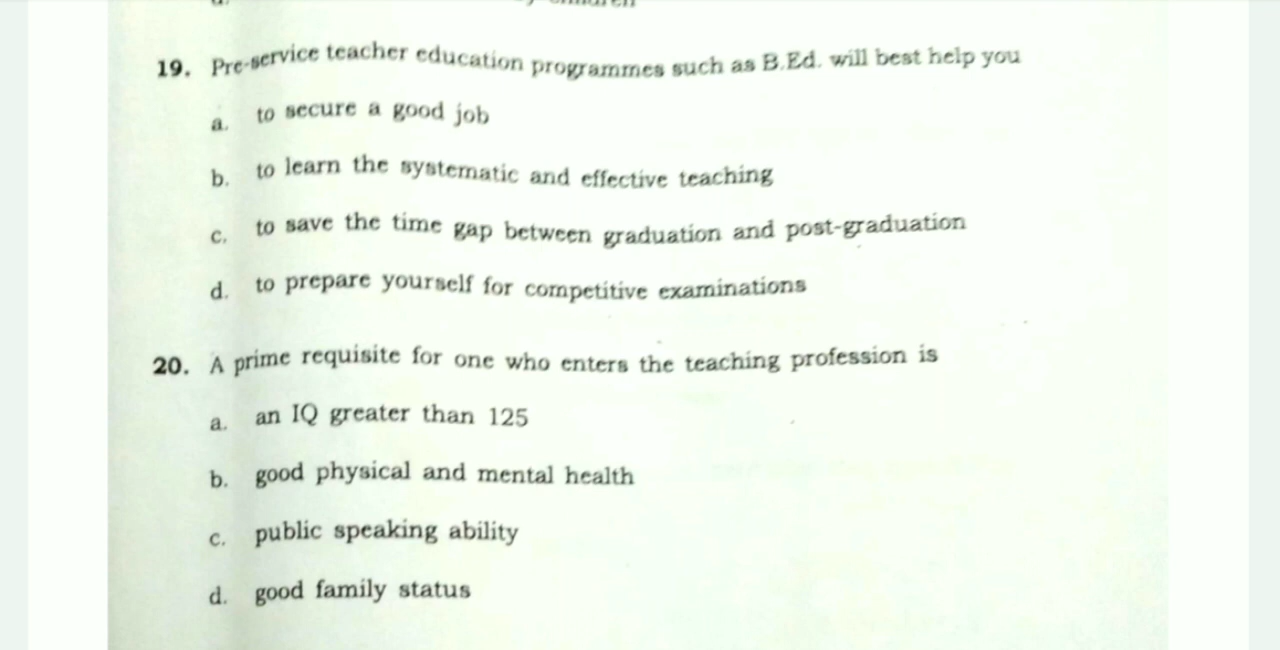 19. Pre-service teacher education programmes such as B.Ed. will best help you
a. to secure a good job
b. to learn the systematic and effective teaching
c. to save the time gap between graduation and post-graduation
d. to prepare yourself for competitive examinations
20. A prime requisite for one who enters the teaching profession is
a. an IQ greater than 125
b. good physical and mental health
c. public speaking ability
d. good family status